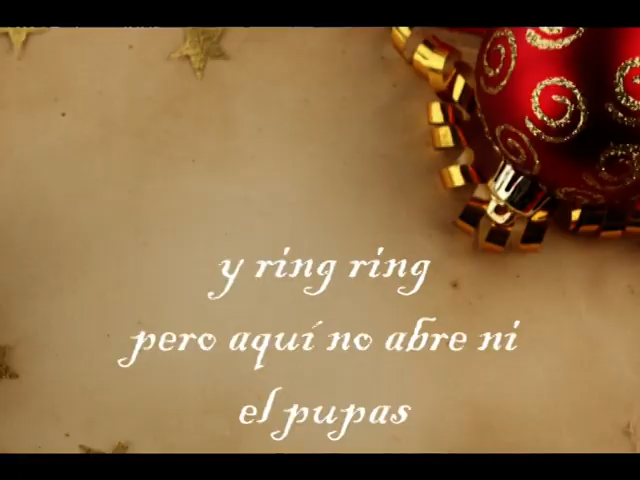 y ring ring
pero aquí no abre ni
el pupas